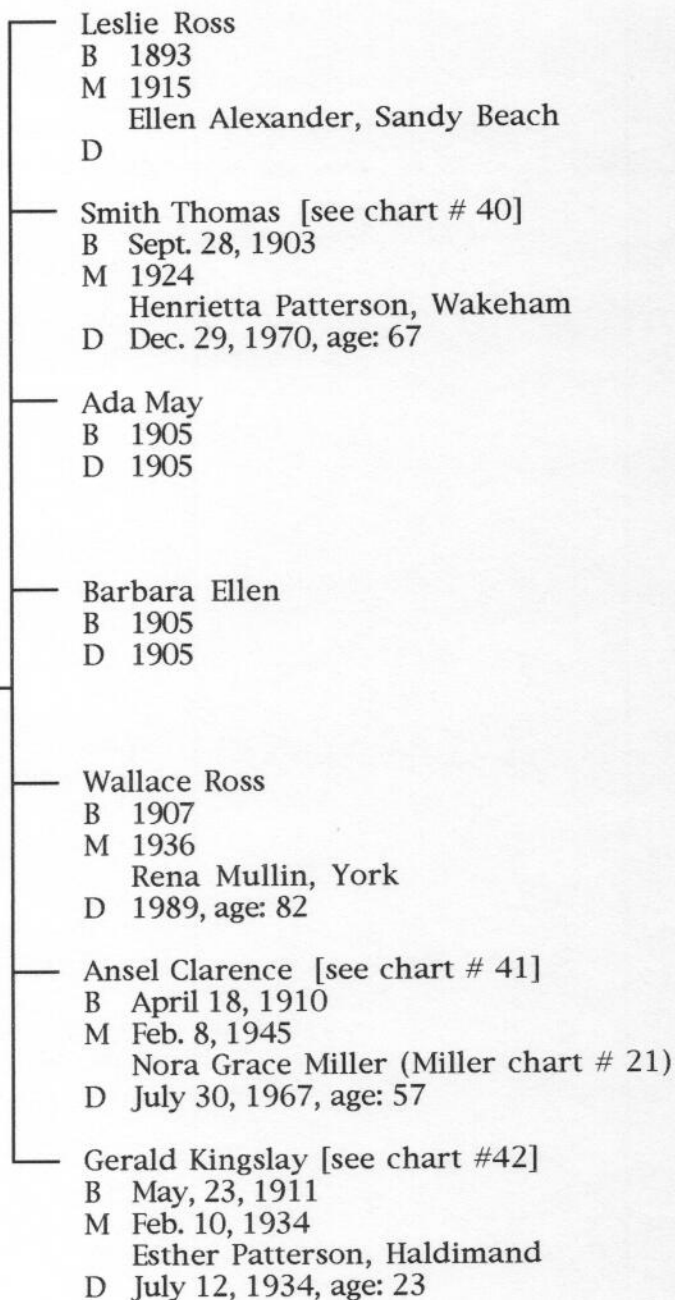 Leslie Ross
B 1893
M 1915
Ellen Alexander, Sandy Beach
D
Smith Thomas [see chart # 40]
B Sept. 28, 1903
M 1924
Henrietta Patterson, Wakeham
D Dec. 29, 1970, age: 67
Ada May
B 1905
D 1905
Barbara Ellen
B 1905
D 1905
Wallace Ross
B 1907
M 1936
Rena Mullin, York
D 1989, age: 82
Ansel Clarence [see chart # 41]
B April 18, 1910
M Feb. 8, 1945
Nora Grace Miller (Miller chart # 21)
D July 30, 1967, age: 57
Gerald Kingslay [see chart #42]
B May, 23, 1911
M Feb. 10, 1934
Esther Patterson, Haldimand
D July 12, 1934, age: 23